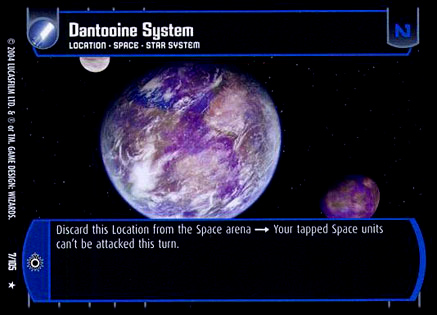 Dantooine System
LOCATION • SPACE • STAR SYSTEM
N
© 2004 LUCASFILM LTD. & ® or TM. GAME DESIGN: WIZARDS.
Discard this Location from the Space arena → Your tapped Space units
can't be attacked this turn.
7/105